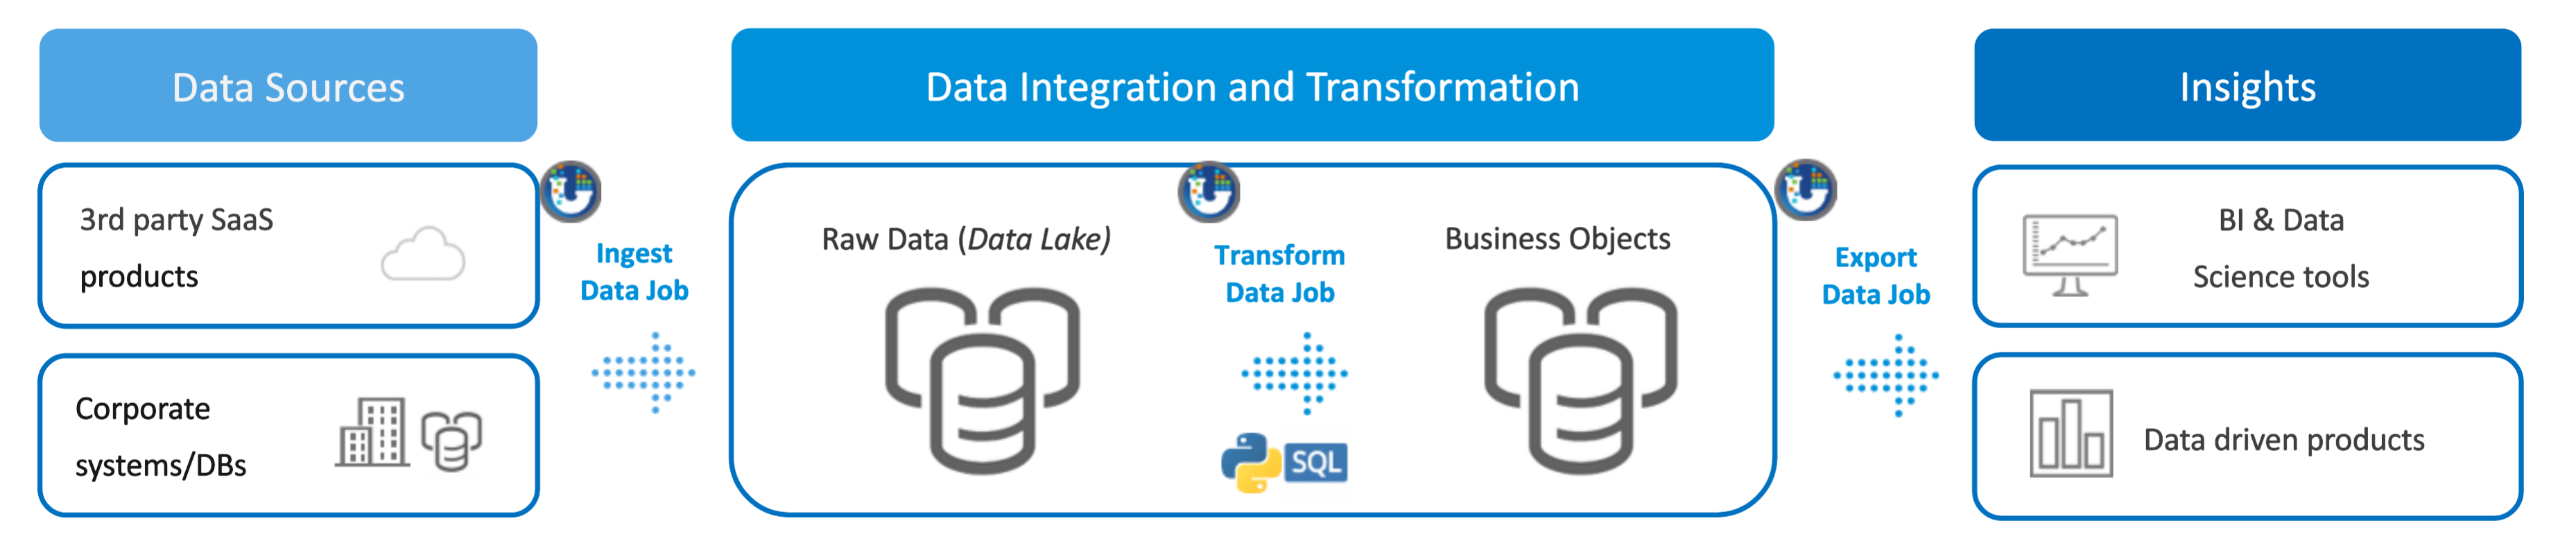 Data Sources
Data Integration and Transformation
Insights
3rd party SaaS
products
Corporate
systems/DBs
Ingest
Data Job
Raw Data (Data Lake)
Transform
Data Job
SQL
Business Objects
Export
Data Job
BI & Data
Science tools
Data driven products